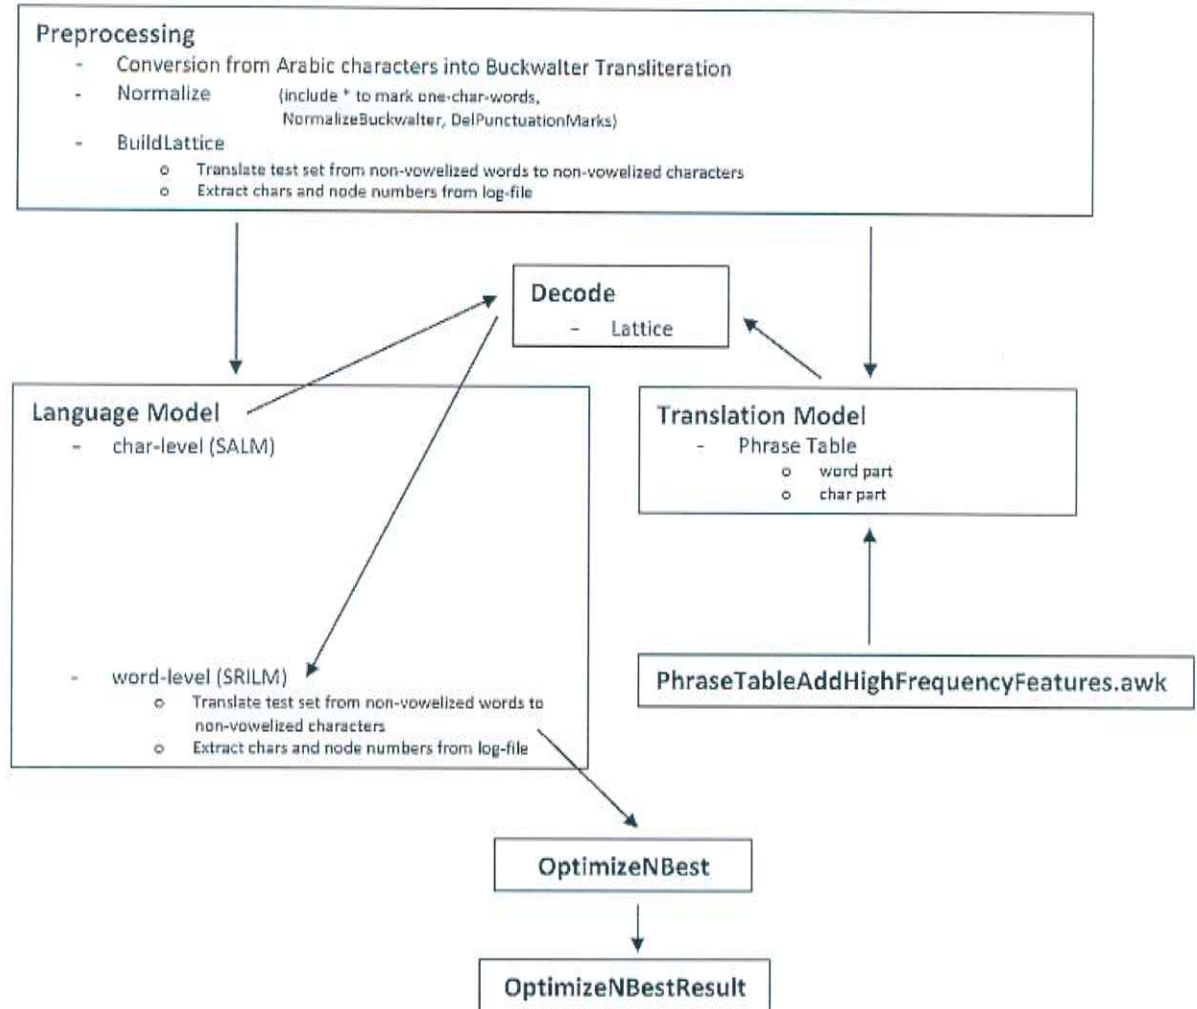 Preprocessing
- Conversion from Arabic characters into Buckwalter Transliteration
- Normalize (include * to mark one-char-words,
NormalizeBuckwalter, DelPunctuationMarks)
- BuildLattice
o Translate test set from non-vowelized words to non-vowelized characters
o Extract chars and node numbers from log-file
Decode
- Lattice
Language Model
- char-level (SALM)
- word-level (SRILM)
o Translate test set from non-vowelized words to
non-vowelized characters
o Extract chars and node numbers from log-file
Translation Model
- Phrase Table
o word part
o char part
PhraseTableAddHighFrequencyFeatures.awk
OptimizeNBest
OptimizeNBestResult